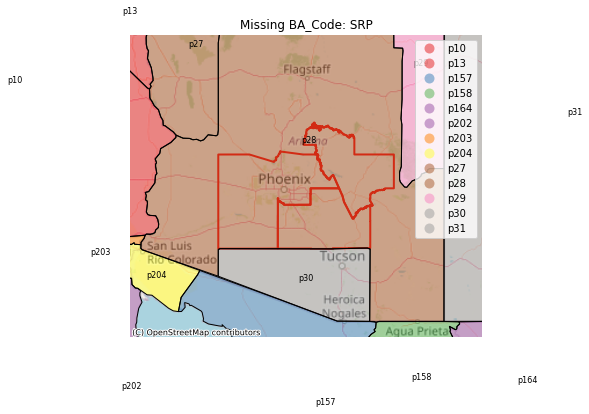 p13
Missing BA_Code: SRP
p10
p27
Flagstaff
p31
Arizona
p28
Phoenix
p10
p13
p157
p158
p164
p202
p203
p204
p27
p28
p29
p30
p31
p203
San Luis
Río Colorado
p204
Tucson
p30
Heroica
Nogales
Agua Prieta
(C) OpenStreetMap contributors
p202
p157
p158
p164